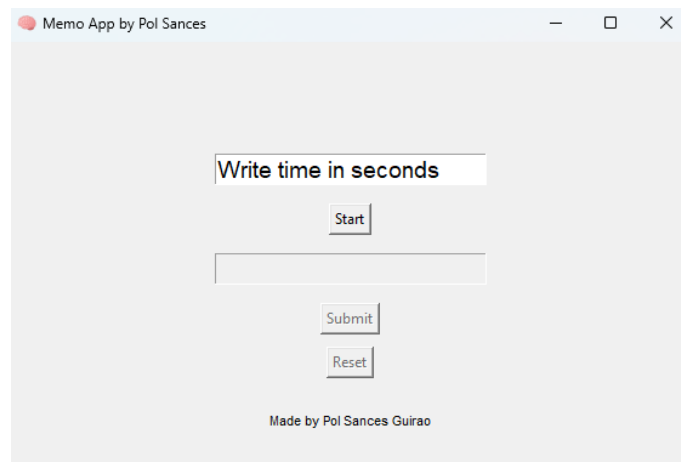 Memo App by Pol Sances
Write time in seconds
Start
Submit
Reset
Made by Pol Sances Guirao